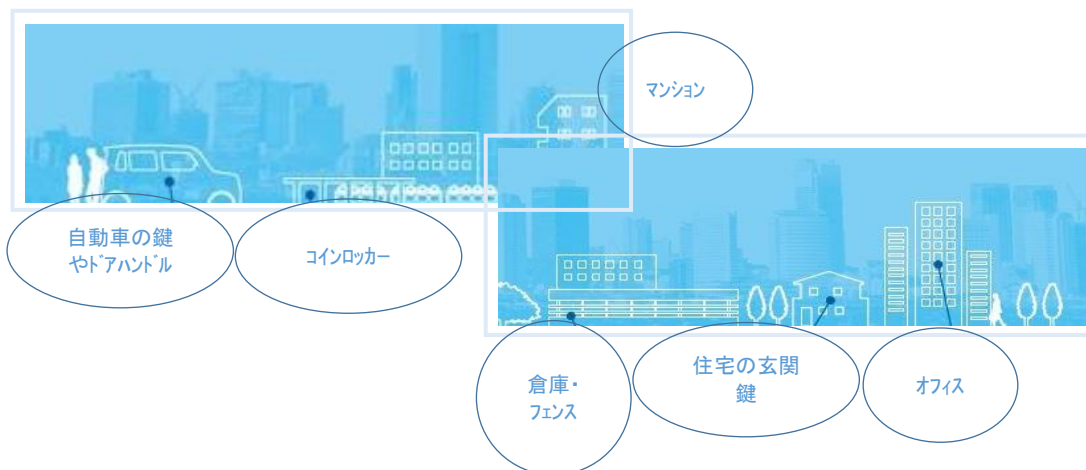 マンション
自動車の鍵
やﾄﾞｱﾊﾝﾄﾞﾙ
ｺｲﾝﾛｯｶｰ
倉庫・
ﾌｪﾝｽ
住宅の玄関
鍵
ｵﾌｨｽ